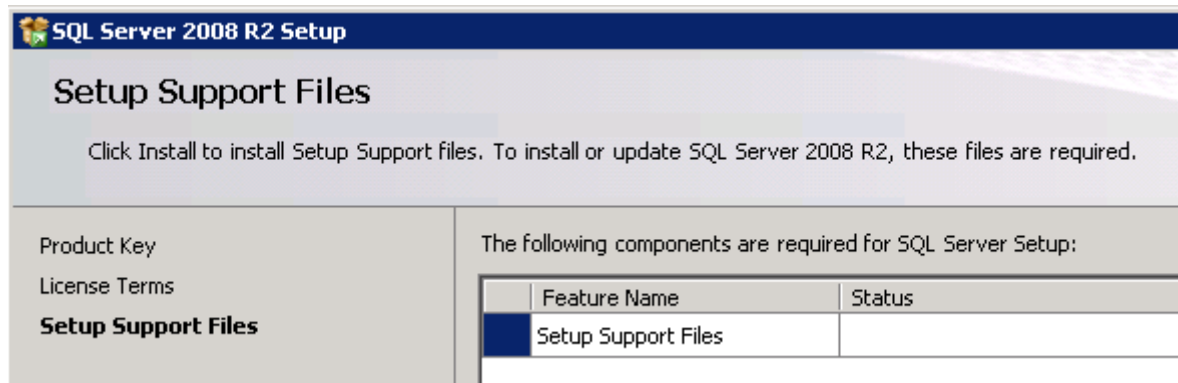 SQL Server 2008 R2 Setup
Setup Support Files
Click Install to install Setup Support files. To install or update SQL Server 2008 R2, these files are required.
Product Key
License Terms
Setup Support Files
The following components are required for SQL Server Setup:
Feature Name Status
Setup Support Files